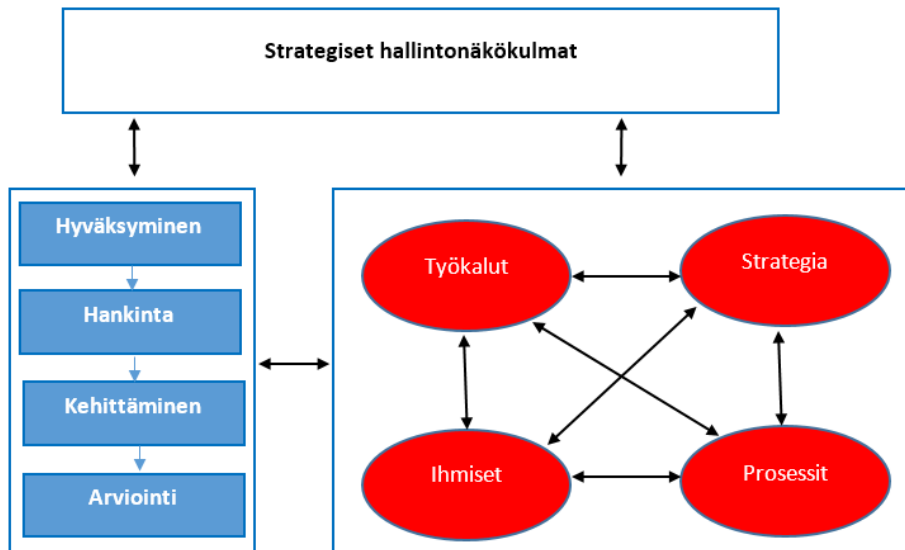 Strategiset hallintonäkökulmat
Hyväksyminen
Hankinta
Kehittäminen
Arviointi
Työkalut
Strategia
Ihmiset
Prosessit